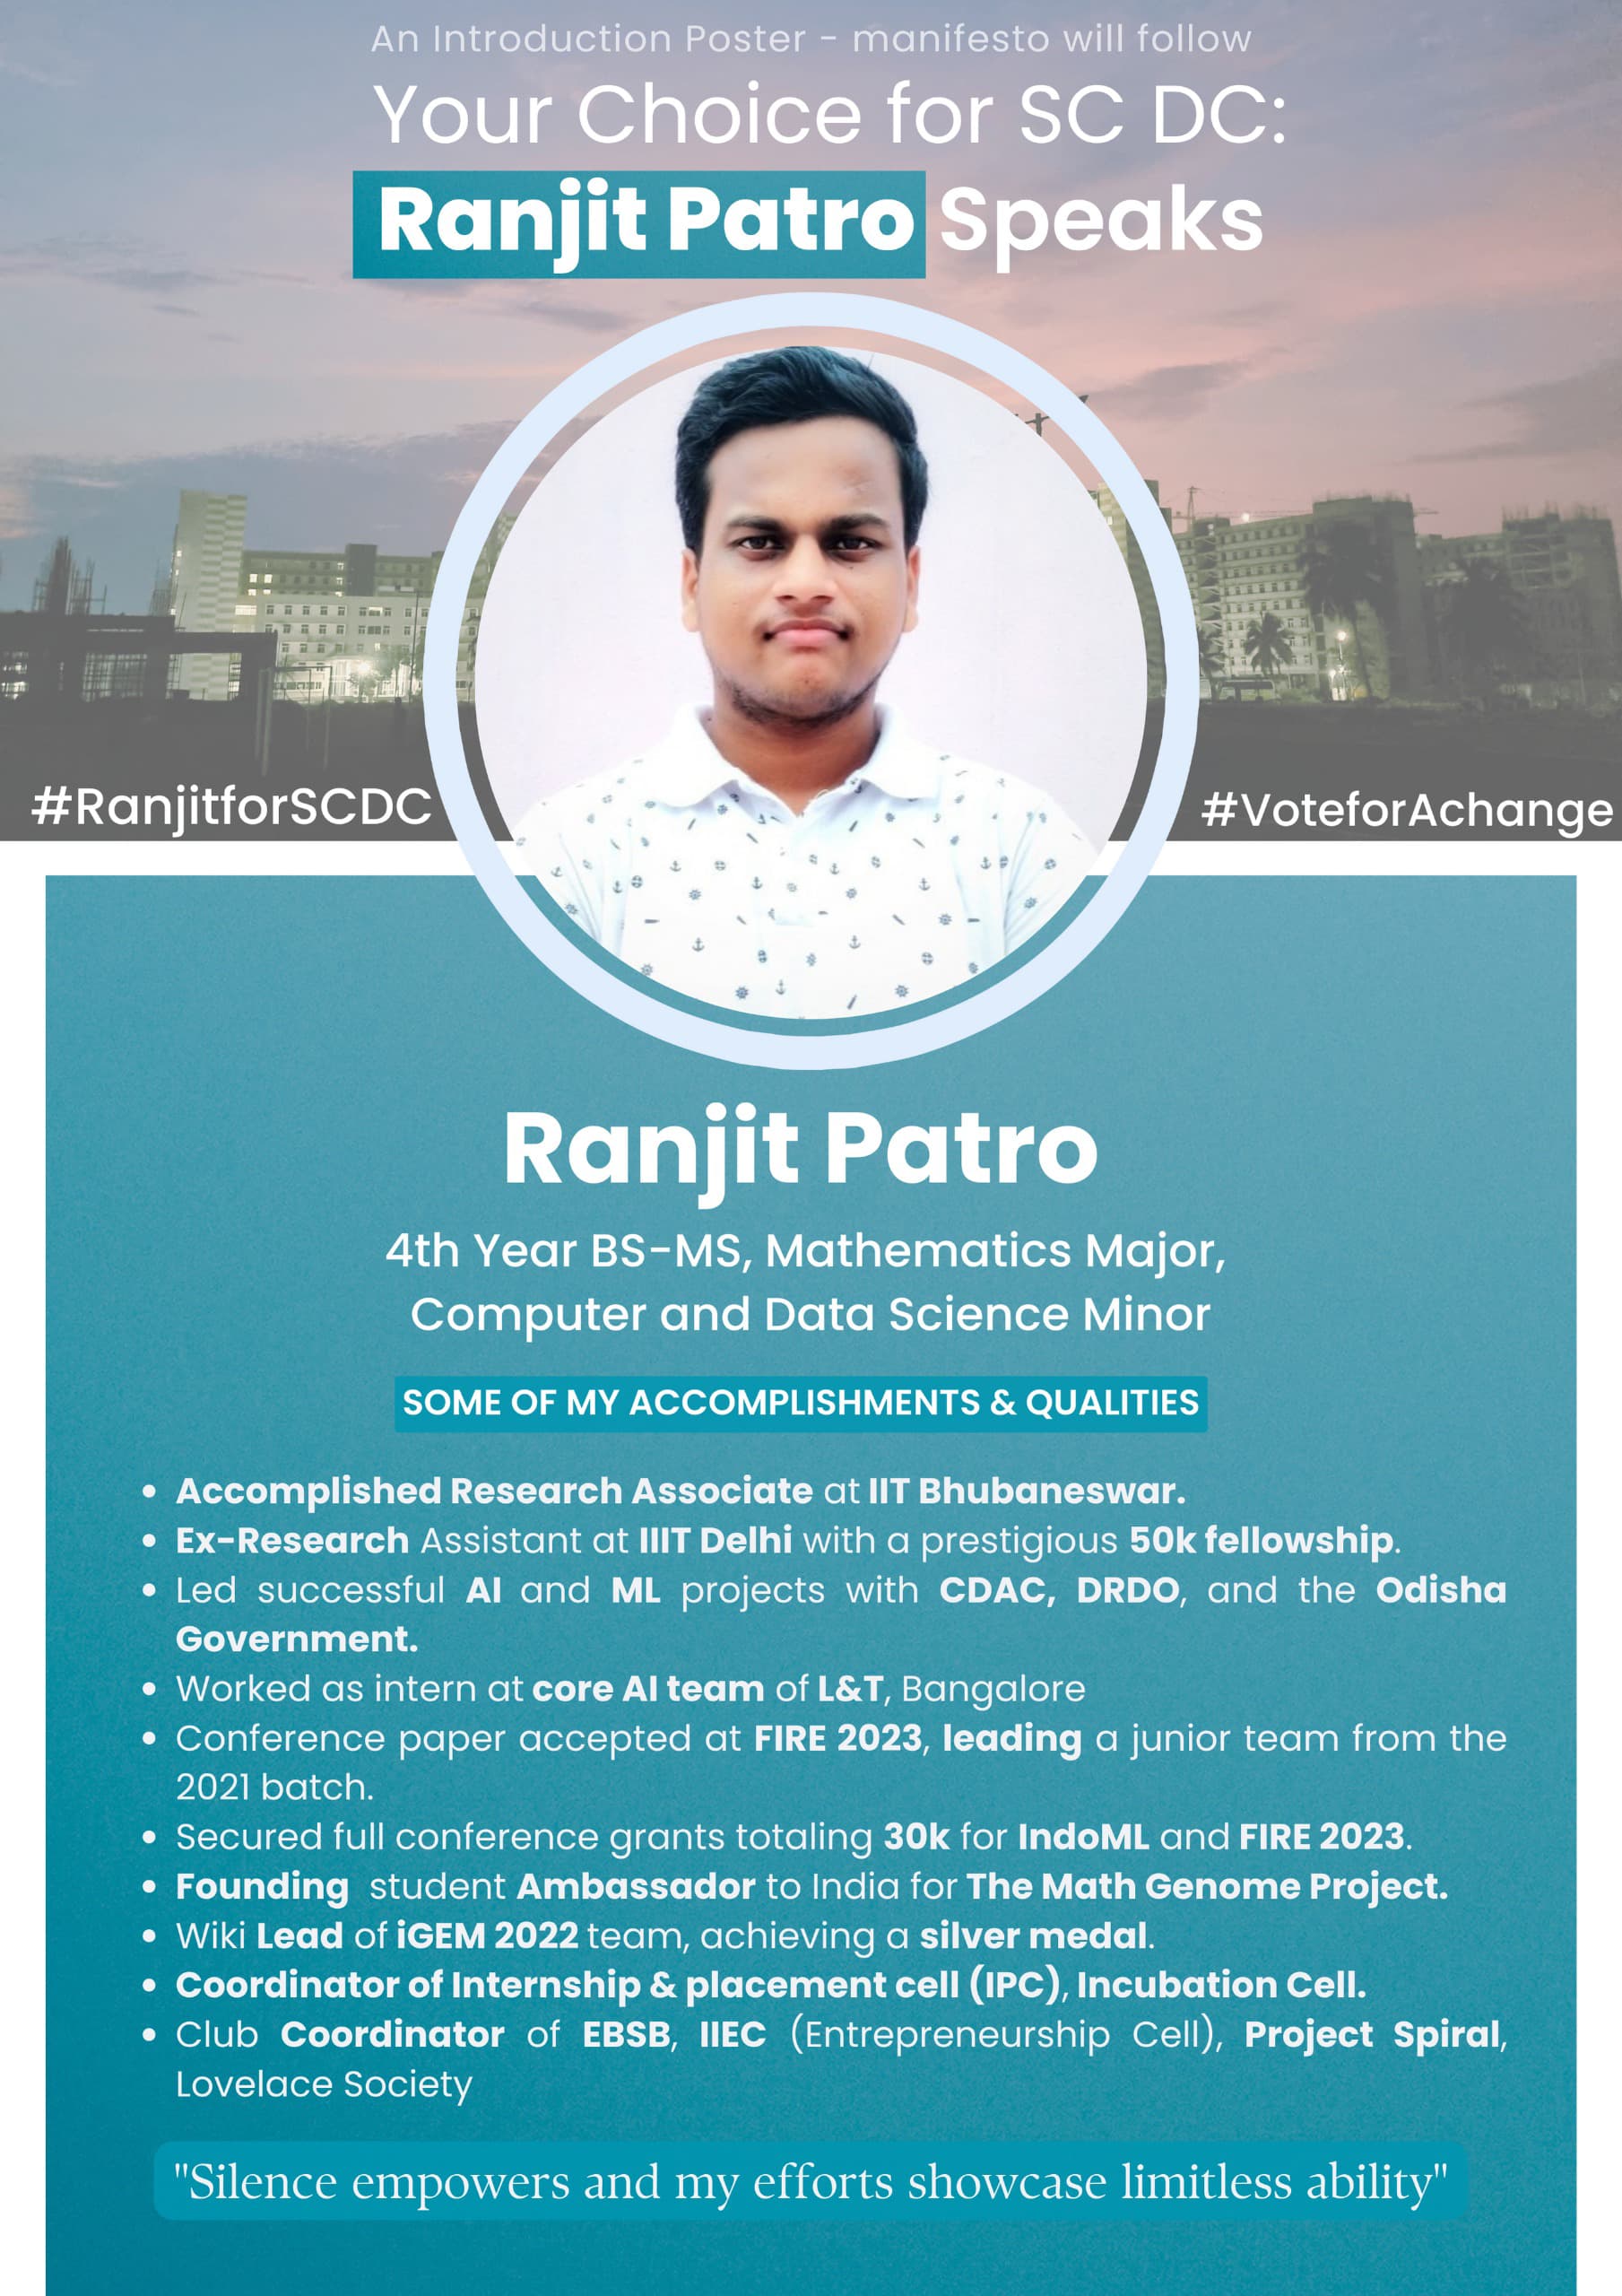 An Introduction Poster - manifesto will follow
Your Choice for SC DC:
Ranjit Patro Speaks
#RanjitforSCDC
#VoteforAchange
Ranjit Patro
4th Year BS-MS, Mathematics Major,
Computer and Data Science Minor
SOME OF MY ACCOMPLISHMENTS & QUALITIES
• Accomplished Research Associate at IIT Bhubaneswar.
• Ex-Research Assistant at IIIT Delhi with a prestigious 50k fellowship.
• Led successful AI and ML projects with CDAC, DRDO, and the Odisha
Government.
• Worked as intern at core AI team of L&T, Bangalore
• Conference paper accepted at FIRE 2023, leading a junior team from the
2021 batch.
• Secured full conference grants totaling 30k for IndoML and FIRE 2023.
• Founding student Ambassador to India for The Math Genome Project.
• Wiki Lead of iGEM 2022 team, achieving a silver medal.
• Coordinator of Internship & placement cell (IPC), Incubation Cell.
• Club Coordinator of EBSB, IIEC (Entrepreneurship Cell), Project Spiral,
Lovelace Society
"Silence empowers and my efforts showcase limitless ability"